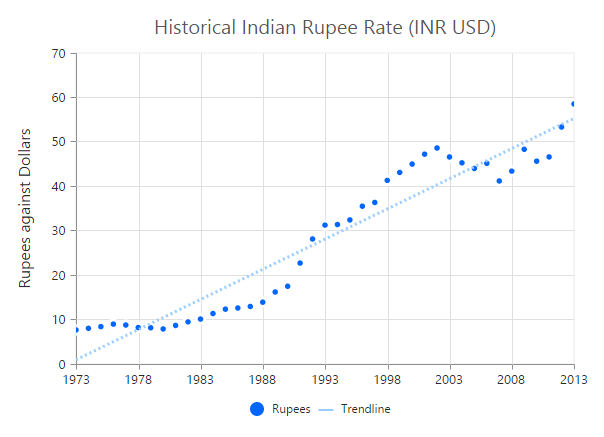 Historical Indian Rupee Rate (INR USD)
Rupees against Dollars
70
60
50
40
30
20
10
0
1973 1978 1983 1988 1993 1998 2003 2008 2013
Rupees Trendline